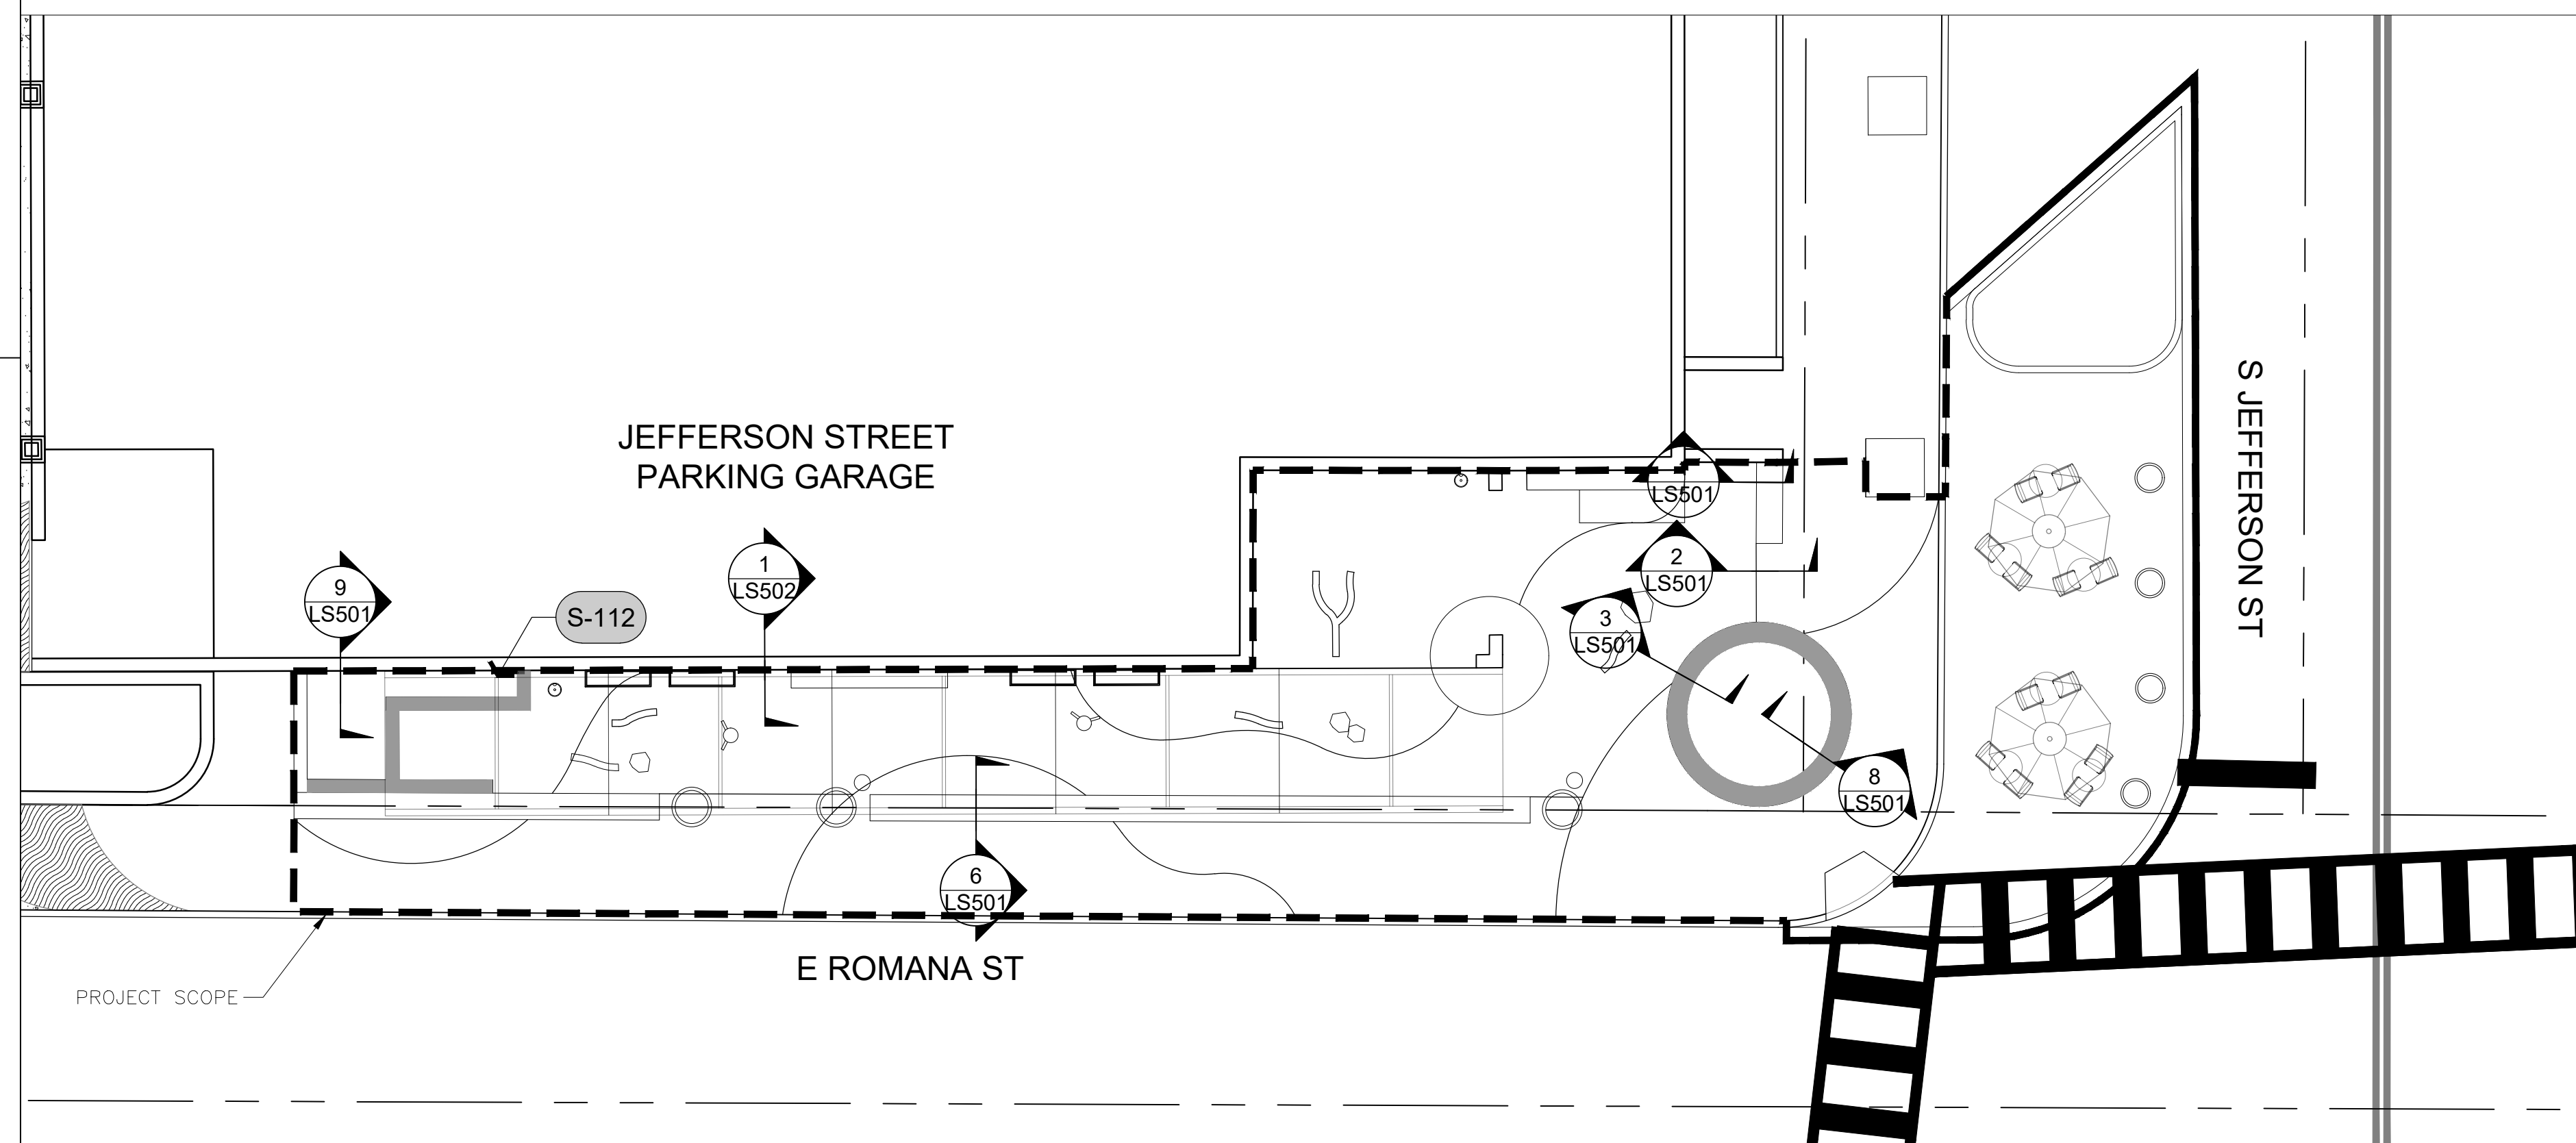 JEFFERSON STREET
PARKING GARAGE
S JEFFERSON ST
LS501
1
LS502
2
LS501
9
LS501
S-112
3
LS501
8
LS501
6
LS501
E ROMANA ST
PROJECT SCOPE